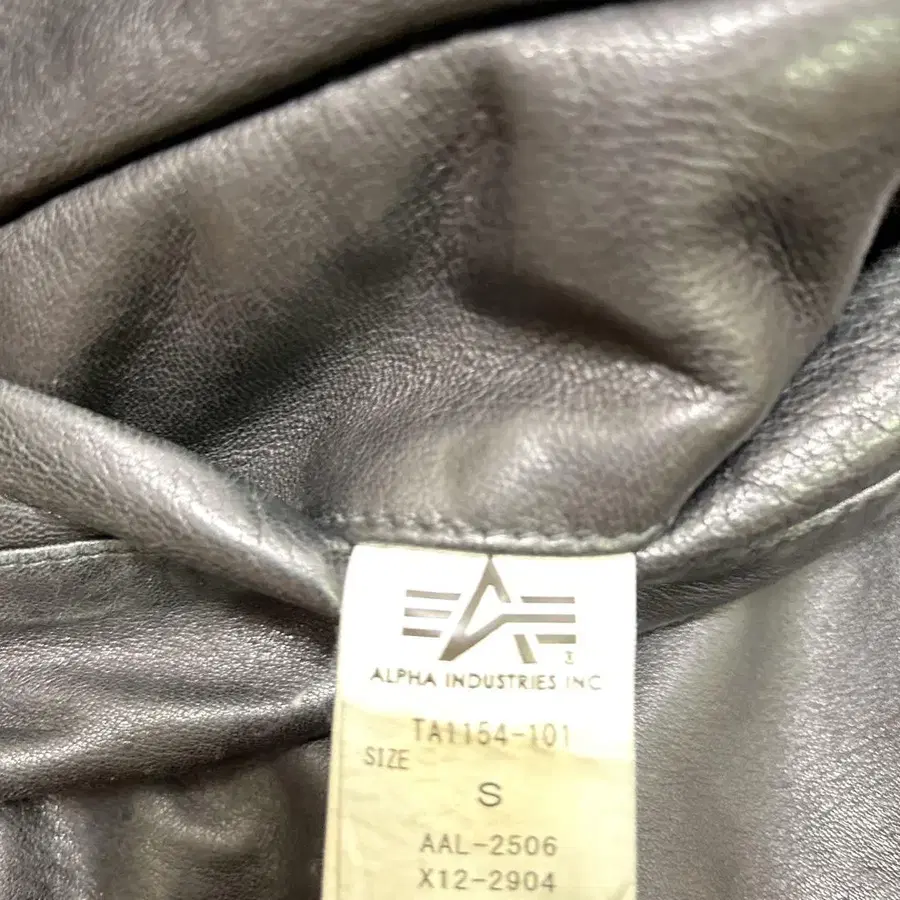 ALPHA INDUSTRIES INC
TA1154-101
SIZE
S
AAL-2506
X12-2904